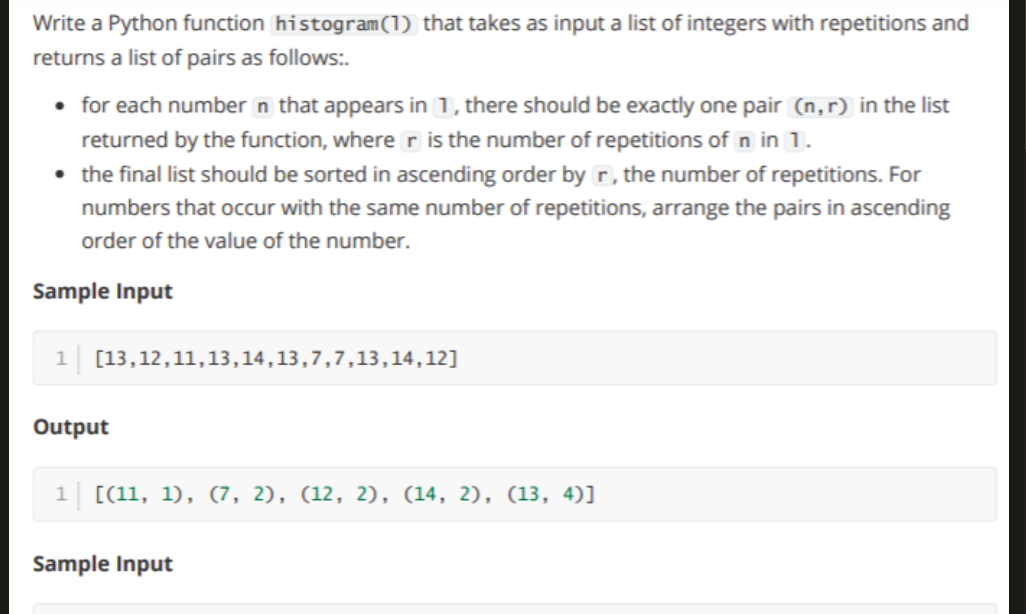 Write a Python function histogram(l) that takes as input a list of integers with repetitions and
returns a list of pairs as follows:.
• for each number n that appears in l, there should be exactly one pair (n,r) in the list
returned by the function, where r is the number of repetitions of n in l.
• the final list should be sorted in ascending order by r, the number of repetitions. For
numbers that occur with the same number of repetitions, arrange the pairs in ascending
order of the value of the number.
Sample Input
1 [13,12,11,13,14,13,7,7,13,14,12]
Output
1 [(11, 1), (7, 2), (12, 2), (14, 2), (13, 4)]
Sample Input